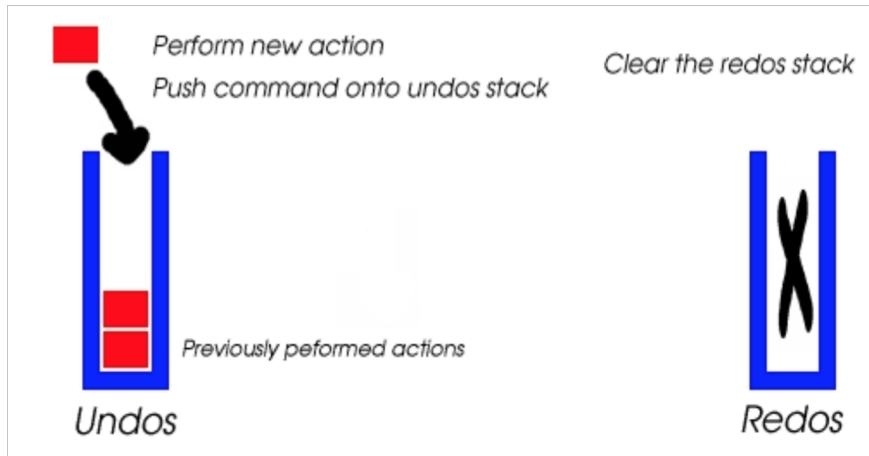 Perform new action
Push command onto undos stack
Clear the redos stack
Previously peformed actions
Undos
Redos